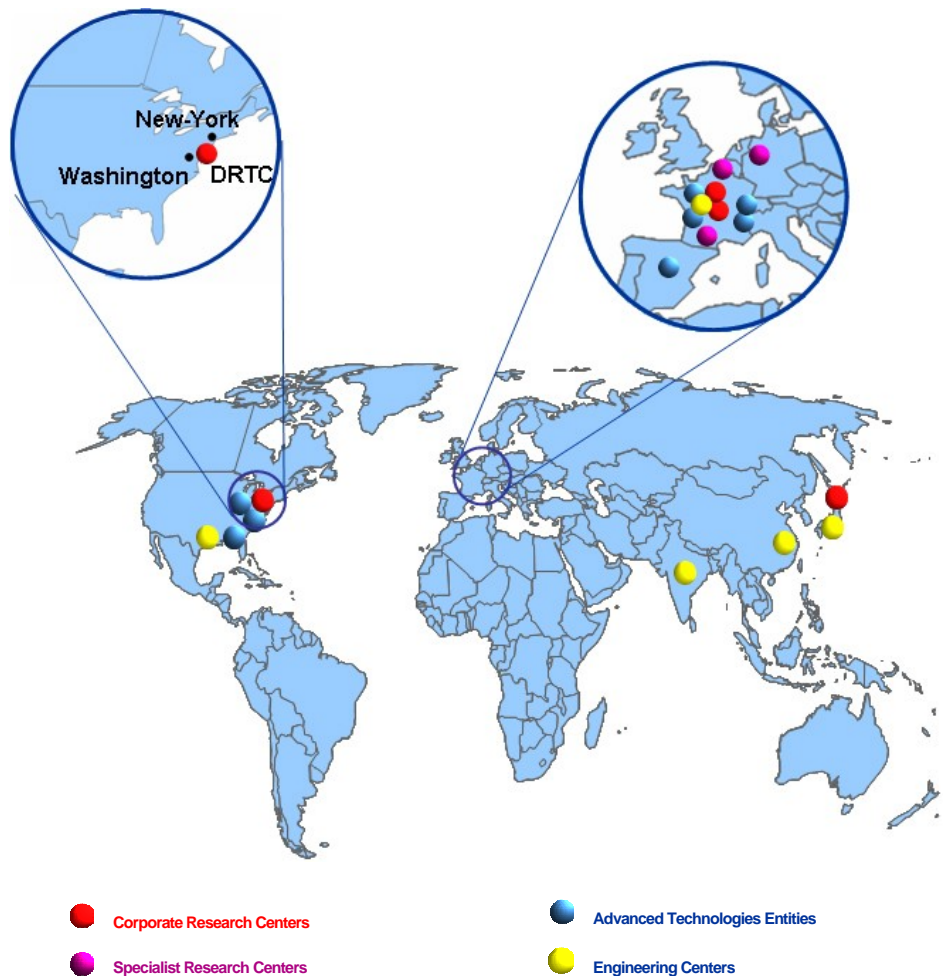 New-York
Washington
DRTC
Corporate Research Centers
Advanced Technologies Entities
Specialist Research Centers
Engineering Centers